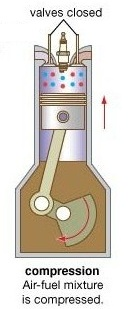 valves closed
compression
Air-fuel mixture
is compressed.